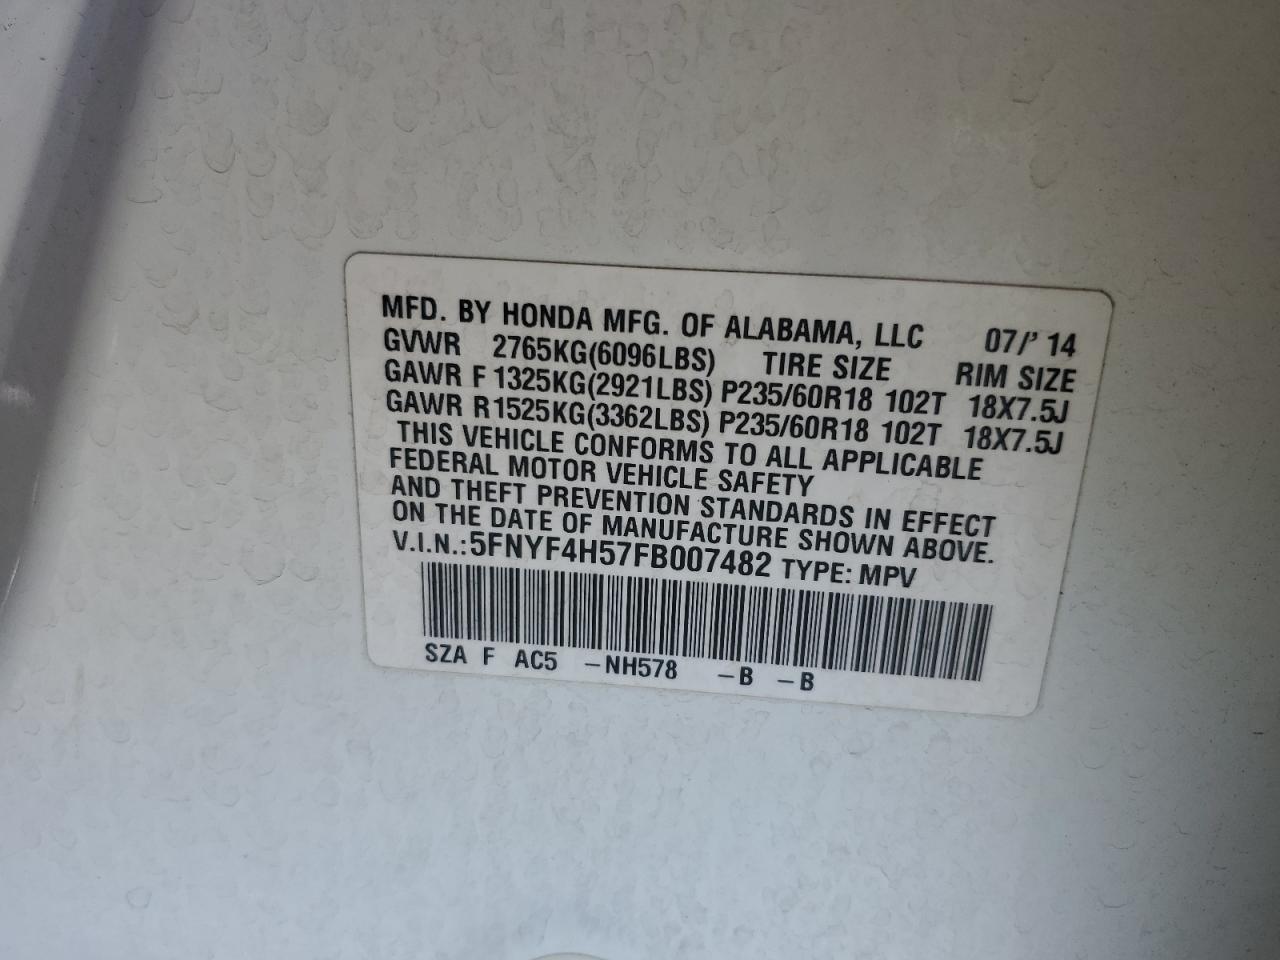 MFD. BY HONDA MFG. OF ALABAMA, LLC 07/'14
GVWR 2765KG(6096LBS) TIRE SIZE RIM SIZE
GAWR F 1325KG(2921LBS) P235/60R18 102T 18X7.5J
GAWR R1525KG(3362LBS) P235/60R18 102T 18X7.5J
THIS VEHICLE CONFORMS TO ALL APPLICABLE
FEDERAL MOTOR VEHICLE SAFETY
AND THEFT PREVENTION STANDARDS IN EFFECT
ON THE DATE OF MANUFACTURE SHOWN ABOVE.
V.I.N.:5FNYF4H57FB007482 TYPE: MPV
SZA F AC5 -NH578 -B -B